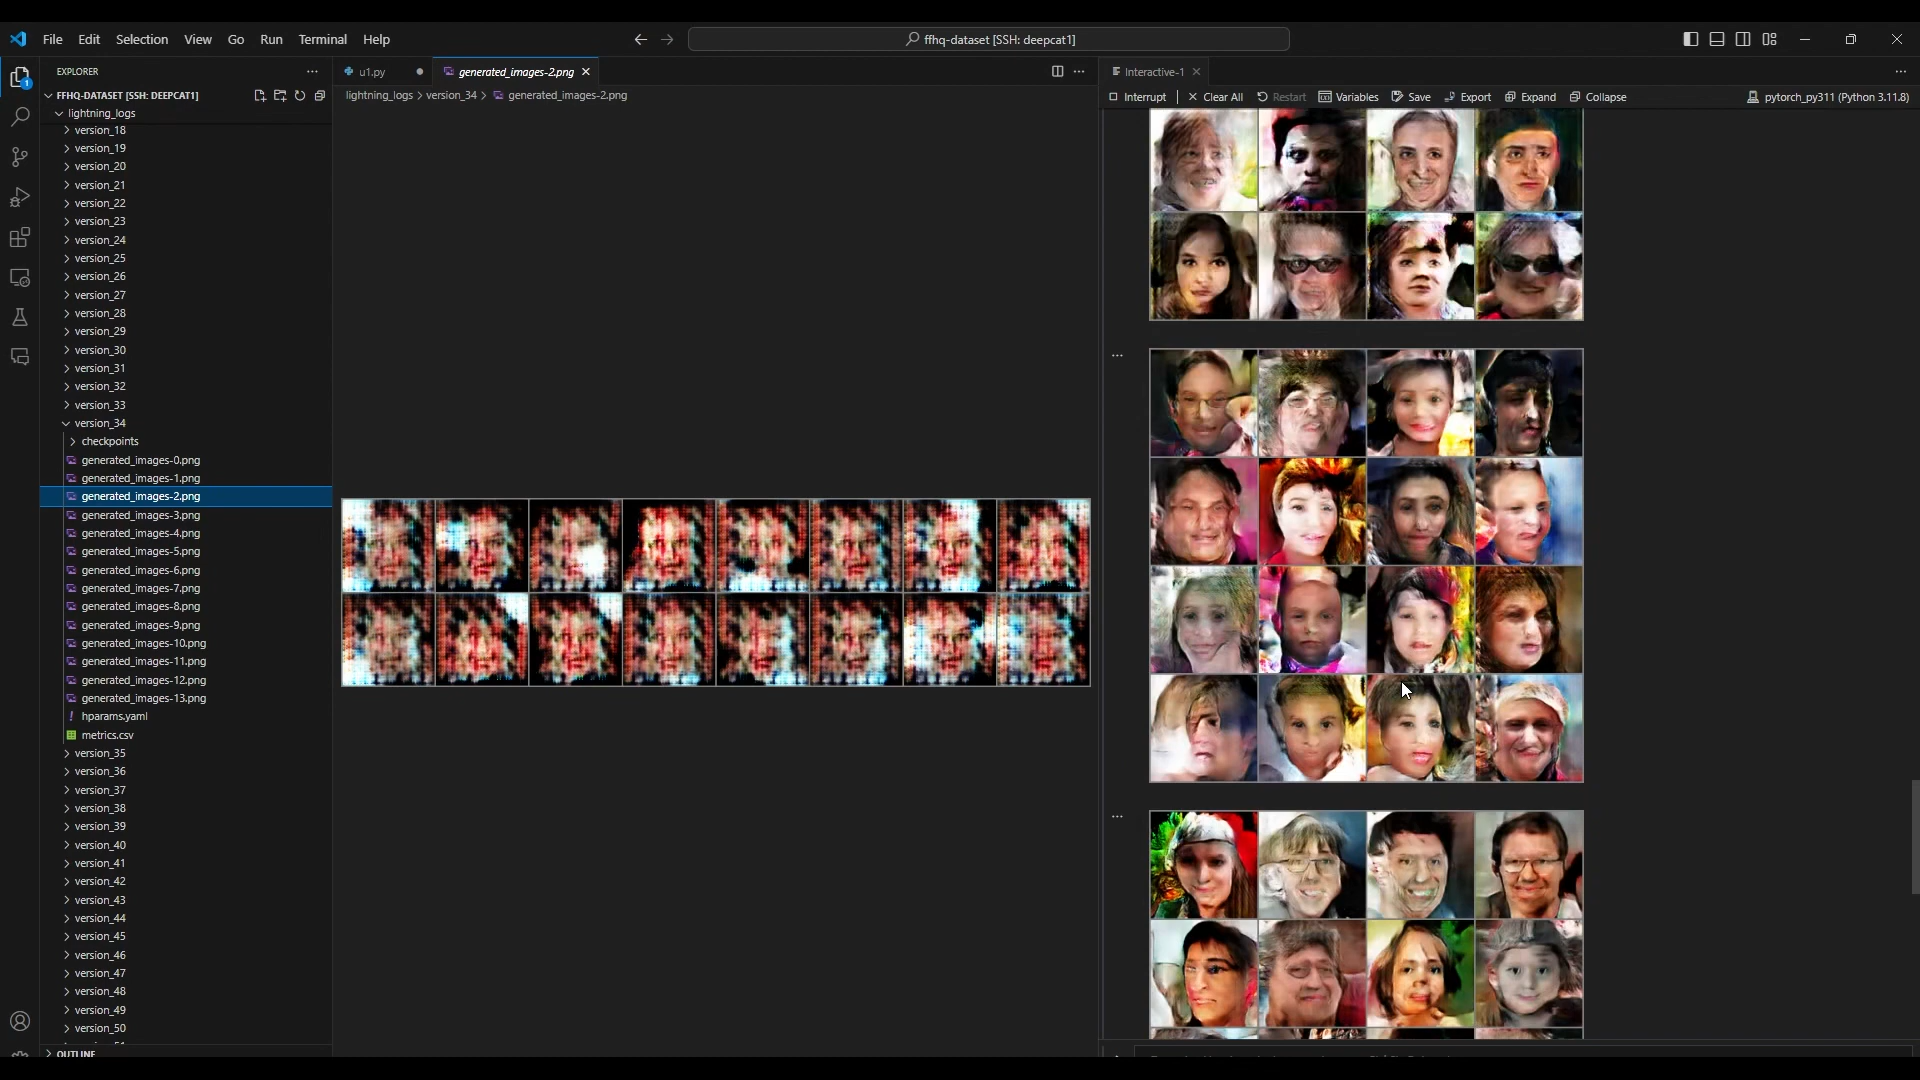 File Edit Selection View Go Run Terminal Help
ffhq-dataset [SSH: deepcat1]
EXPLORER
FFHQ-DATASET [SSH: DEEPCAT1]
lightning_logs
version_18
version_19
version_20
version_21
version_22
version_23
version_24
version_25
version_26
version_27
version_28
version_29
version_30
version_31
version_32
version_33
version_34
checkpoints
generated_images-0.png
generated_images-1.png
generated_images-2.png
generated_images-3.png
generated_images-4.png
generated_images-5.png
generated_images-6.png
generated_images-7.png
generated_images-8.png
generated_images-9.png
generated_images-10.png
generated_images-11.png
generated_images-12.png
generated_images-13.png
! hparams.yaml
metrics.csv
version_35
version_36
version_37
version_38
version_39
version_40
version_41
version_42
version_43
version_44
version_45
version_46
version_47
version_48
version_49
version_50
OUTLINE
u1.py
generated_images-2.png
lightning_logs > version_34 > generated_images-2.png
Interactive-1
Interrupt Clear All Restart Variables Save Export Expand Collapse
pytorch_py311 (Python 3.11.8)
1